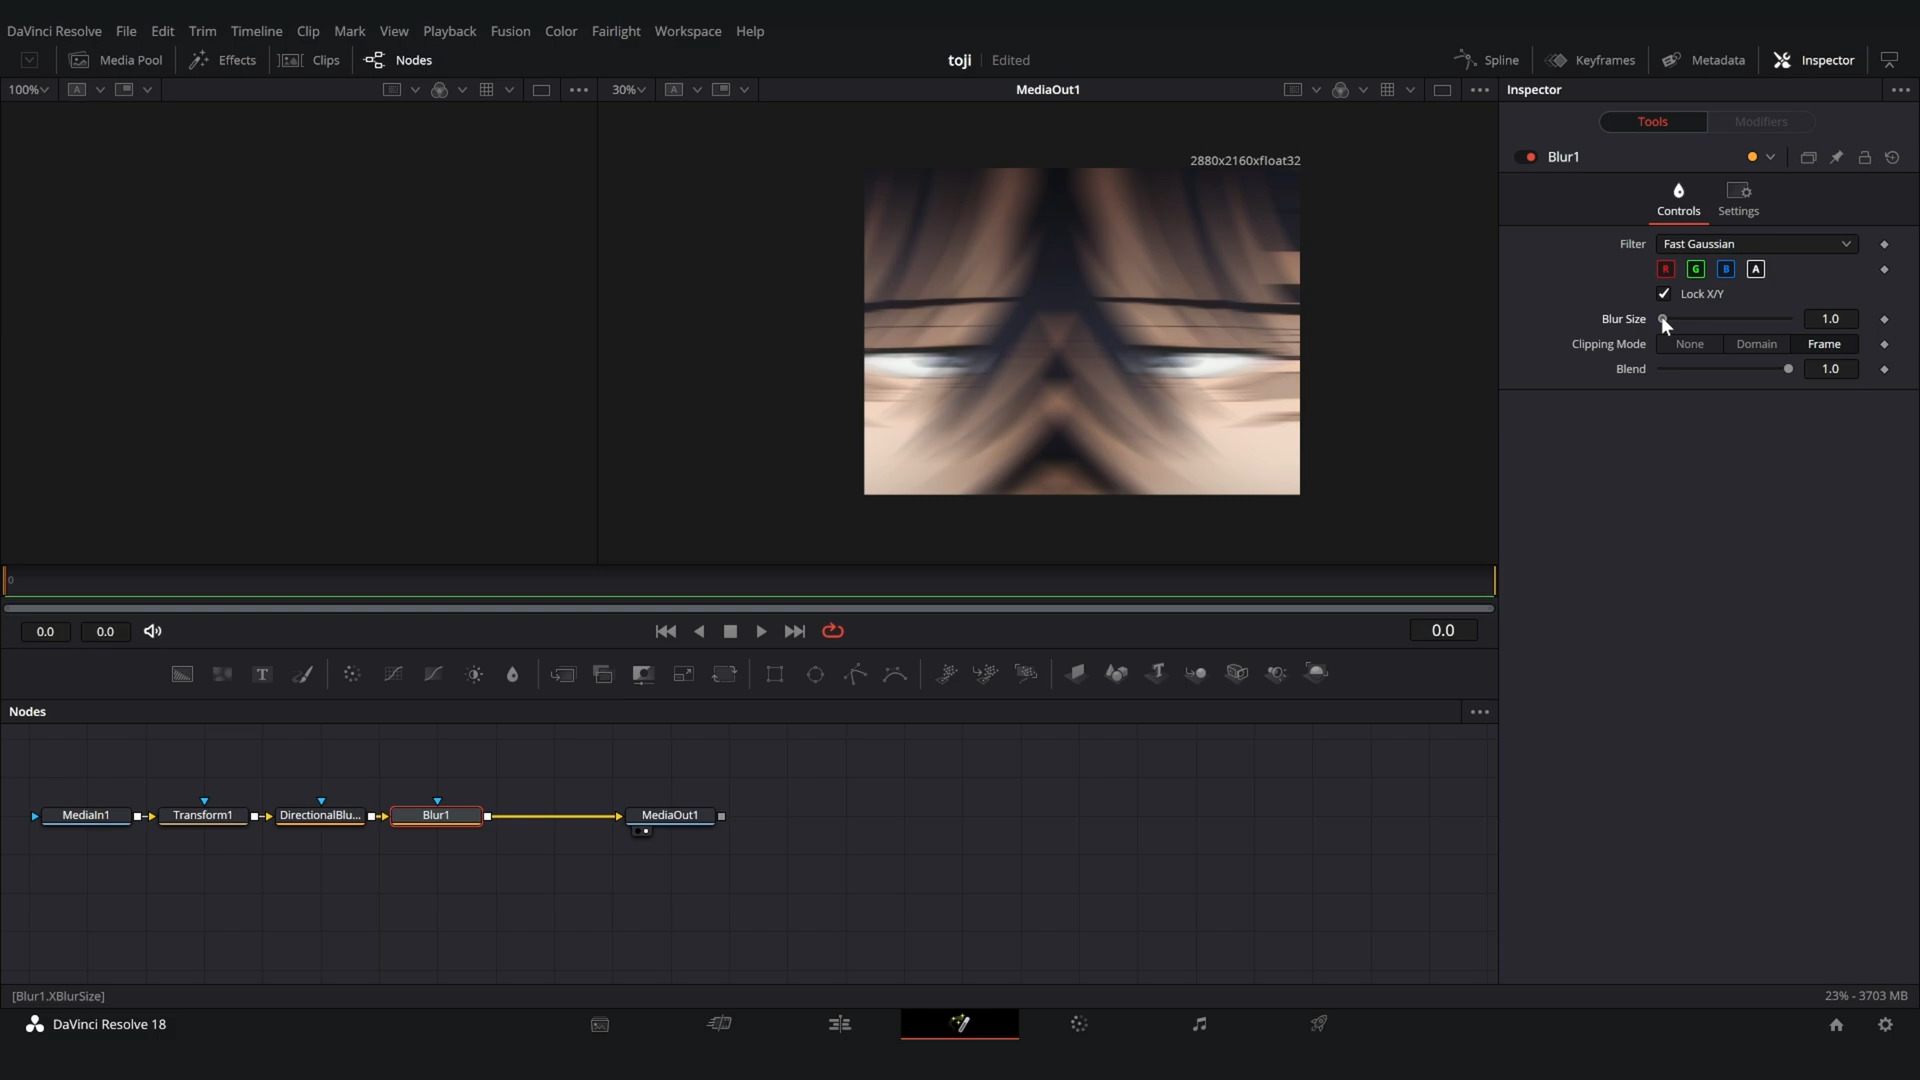 DaVinci Resolve File Edit Trim Timeline Clip Mark View Playback Fusion Color Fairlight Workspace Help
Media Pool Effects Clips Nodes toji Edited Spline Keyframes Metadata Inspector
100% A 30% A MediaOut1 Inspector
Tools Modifiers
2880x2160xfloat32
Blur1
Controls Settings
Filter Fast Gaussian
R G B A
Lock X/Y
Blur Size 1.0
Clipping Mode None Domain Frame
Blend 1.0
0
0.0 0.0 0.0
T T
Nodes
MediaIn1 Transform1 DirectionalBlu... Blur1 MediaOut1
[Blur1.XBlurSize] 23% - 3703 MB
DaVinci Resolve 18